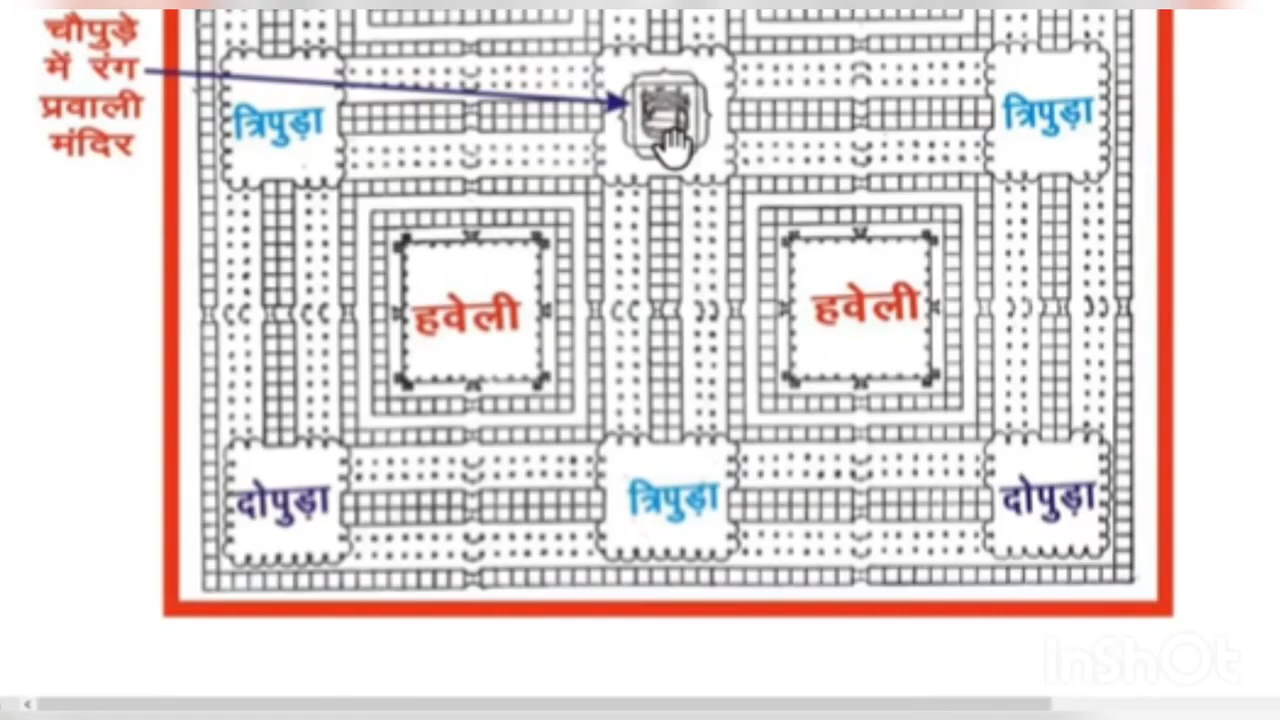 चौपुड़े
में रंग
प्रवाली
मंदिर
त्रिपुड़ा
त्रिपुड़ा
हवेली
हवेली
दोपुड़ा
त्रिपुड़ा
दोपुड़ा
InShOt